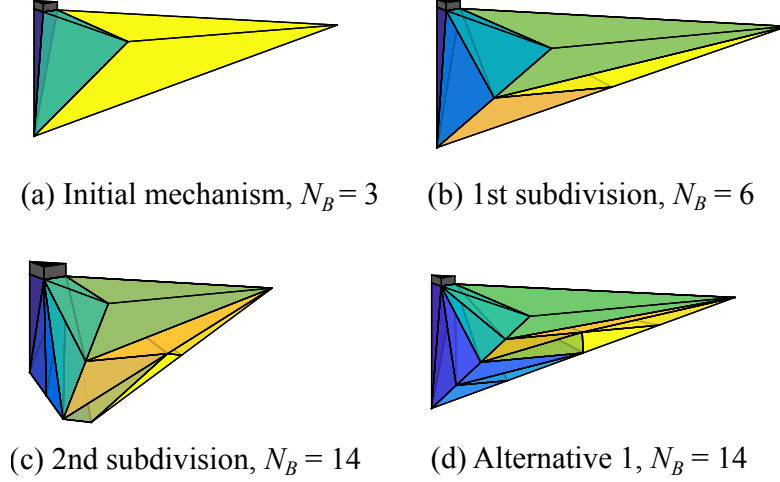 (a) Initial mechanism, N_B = 3
(b) 1st subdivision, N_B = 6
(c) 2nd subdivision, N_B = 14
(d) Alternative 1, N_B = 14